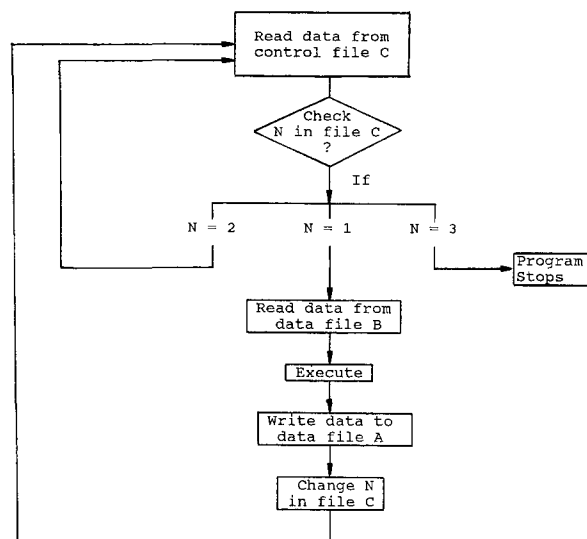 Read data from
control file C
Check
N in file C
?
If
N = 2
N = 1
N = 3
Program
Stops
Read data from
data file B
Execute
Write data to
data file A
Change N
in file C